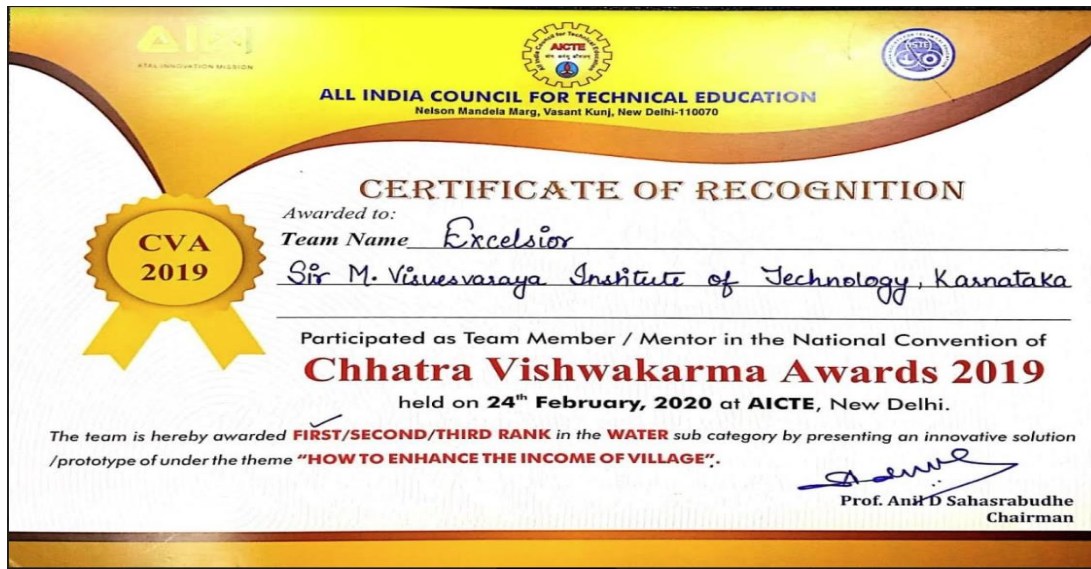 AIM
ATAL INNOVATION MISSION
AICTE
ISTE
ALL INDIA COUNCIL FOR TECHNICAL EDUCATION
Nelson Mandela Marg, Vasant Kunj, New Delhi-110070
CERTIFICATE OF RECOGNITION
Awarded to:
Team Name Excelsior
Sir M. Visvesvaraya Institute of Technology, Karnataka
CVA
2019
Participated as Team Member / Mentor in the National Convention of
Chhatra Vishwakarma Awards 2019
held on 24th February, 2020 at AICTE, New Delhi.
The team is hereby awarded FIRST/SECOND/THIRD RANK in the WATER sub category by presenting an innovative solution
/prototype of under the theme "HOW TO ENHANCE THE INCOME OF VILLAGE".
Prof. Anil D Sahasrabudhe
Chairman